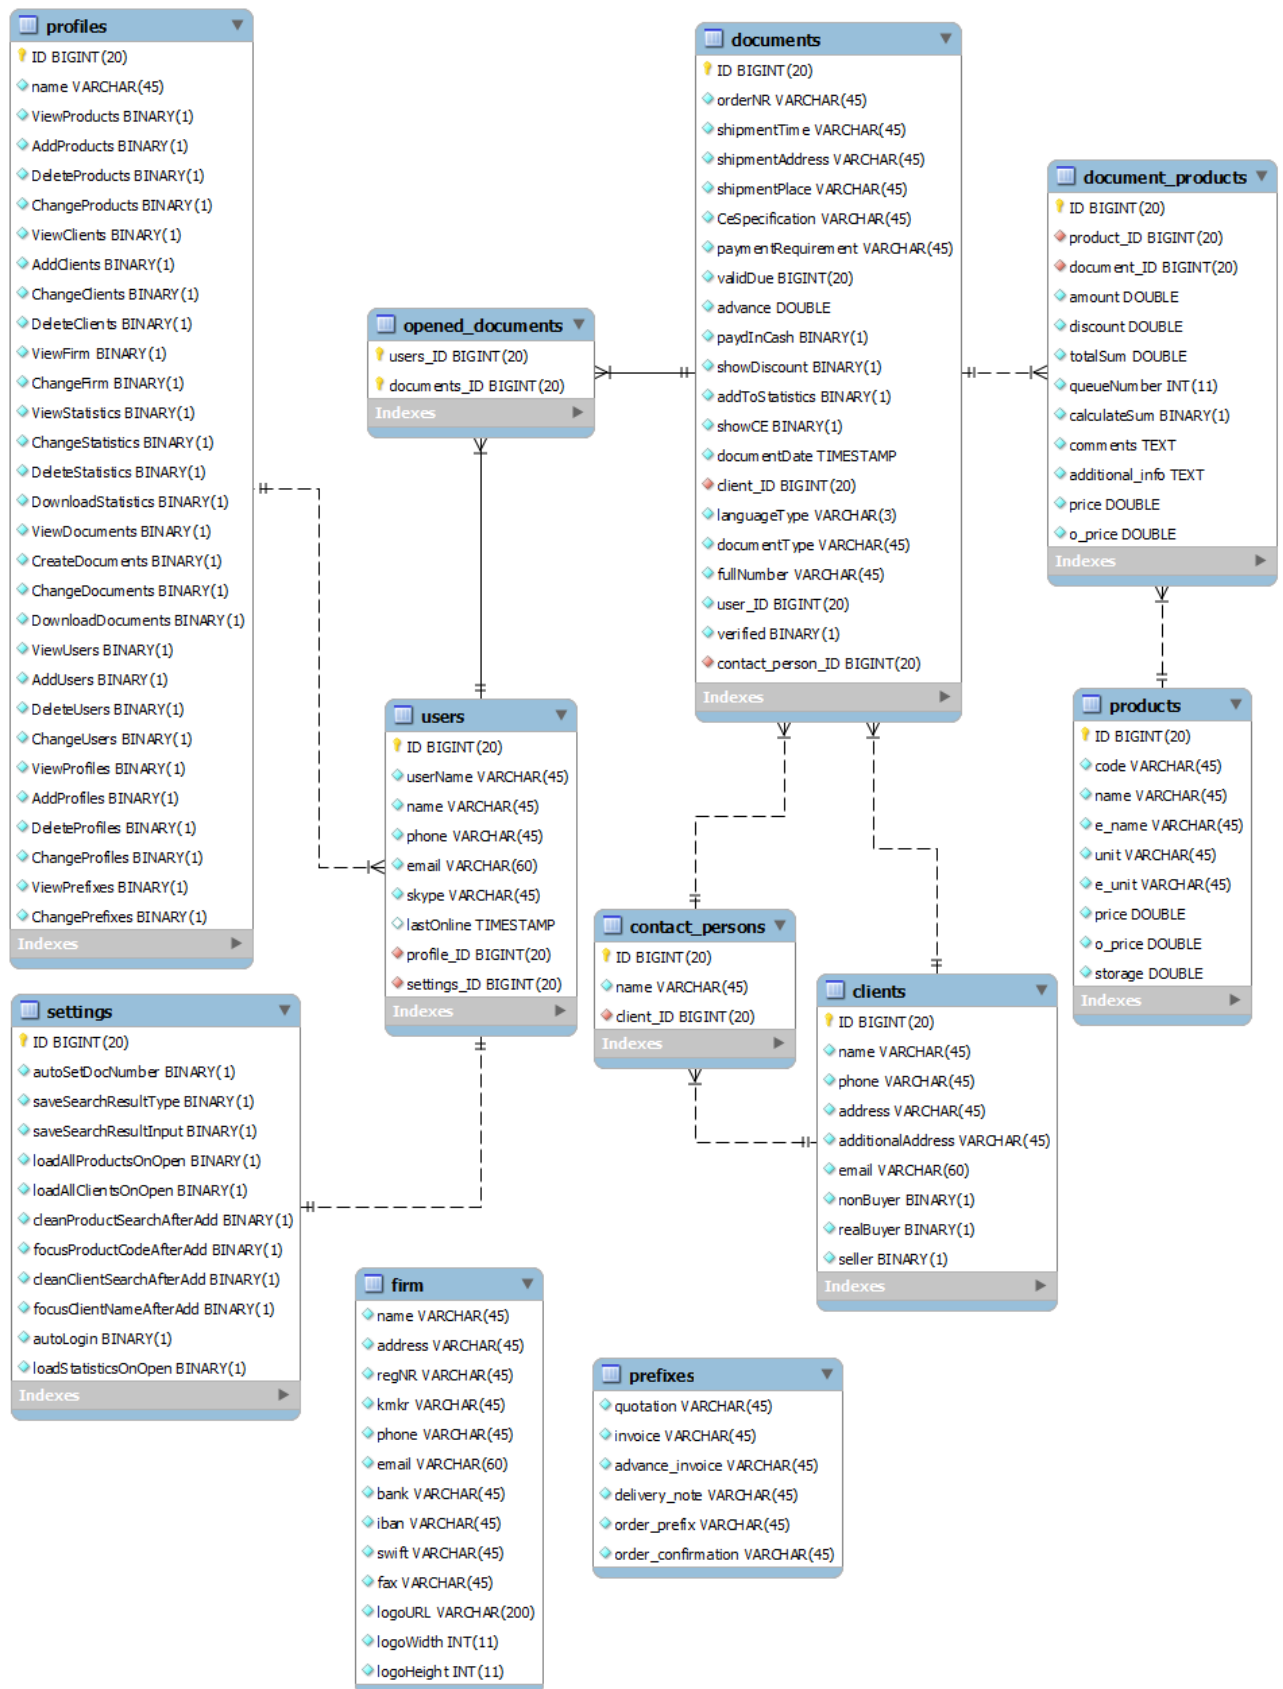 profiles
ID BIGINT(20)
name VARCHAR(45)
ViewProducts BINARY(1)
AddProducts BINARY(1)
DeleteProducts BINARY(1)
ChangeProducts BINARY(1)
ViewClients BINARY(1)
AddClients BINARY(1)
ChangeClients BINARY(1)
DeleteClients BINARY(1)
ViewFirm BINARY(1)
ChangeFirm BINARY(1)
ViewStatistics BINARY(1)
ChangeStatistics BINARY(1)
DeleteStatistics BINARY(1)
DownloadStatistics BINARY(1)
ViewDocuments BINARY(1)
CreateDocuments BINARY(1)
ChangeDocuments BINARY(1)
DownloadDocuments BINARY(1)
ViewUsers BINARY(1)
AddUsers BINARY(1)
DeleteUsers BINARY(1)
ChangeUsers BINARY(1)
ViewProfiles BINARY(1)
AddProfiles BINARY(1)
DeleteProfiles BINARY(1)
ChangeProfiles BINARY(1)
ViewPrefixes BINARY(1)
ChangePrefixes BINARY(1)
Indexes
documents
ID BIGINT(20)
orderNR VARCHAR(45)
shipmentTime VARCHAR(45)
shipmentAddress VARCHAR(45)
shipmentPlace VARCHAR(45)
CeSpecification VARCHAR(45)
paymentRequirement VARCHAR(45)
validDue BIGINT(20)
advance DOUBLE
paydInCash BINARY(1)
showDiscount BINARY(1)
addToStatistics BINARY(1)
showCE BINARY(1)
documentDate TIMESTAMP
client_ID BIGINT(20)
languageType VARCHAR(3)
documentType VARCHAR(45)
fullNumber VARCHAR(45)
user_ID BIGINT(20)
verified BINARY(1)
contact_person_ID BIGINT(20)
Indexes
document_products
ID BIGINT(20)
product_ID BIGINT(20)
document_ID BIGINT(20)
amount DOUBLE
discount DOUBLE
totalSum DOUBLE
queueNumber INT(11)
calculateSum BINARY(1)
comments TEXT
additional_info TEXT
price DOUBLE
o_price DOUBLE
Indexes
opened_documents
users_ID BIGINT(20)
documents_ID BIGINT(20)
Indexes
users
ID BIGINT(20)
userName VARCHAR(45)
name VARCHAR(45)
phone VARCHAR(45)
email VARCHAR(60)
skype VARCHAR(45)
lastOnline TIMESTAMP
profile_ID BIGINT(20)
settings_ID BIGINT(20)
Indexes
products
ID BIGINT(20)
code VARCHAR(45)
name VARCHAR(45)
e_name VARCHAR(45)
unit VARCHAR(45)
e_unit VARCHAR(45)
price DOUBLE
o_price DOUBLE
storage DOUBLE
Indexes
contact_persons
ID BIGINT(20)
name VARCHAR(45)
client_ID BIGINT(20)
Indexes
clients
ID BIGINT(20)
name VARCHAR(45)
phone VARCHAR(45)
address VARCHAR(45)
additionalAddress VARCHAR(45)
email VARCHAR(60)
nonBuyer BINARY(1)
realBuyer BINARY(1)
seller BINARY(1)
Indexes
settings
ID BIGINT(20)
autoSetDocNumber BINARY(1)
saveSearchResultType BINARY(1)
saveSearchResultInput BINARY(1)
loadAllProductsOnOpen BINARY(1)
loadAllClientsOnOpen BINARY(1)
cleanProductSearchAfterAdd BINARY(1)
focusProductCodeAfterAdd BINARY(1)
cleanClientSearchAfterAdd BINARY(1)
focusClientNameAfterAdd BINARY(1)
autoLogin BINARY(1)
loadStatisticsOnOpen BINARY(1)
Indexes
firm
name VARCHAR(45)
address VARCHAR(45)
regNR VARCHAR(45)
kmkr VARCHAR(45)
phone VARCHAR(45)
email VARCHAR(60)
bank VARCHAR(45)
iban VARCHAR(45)
swift VARCHAR(45)
fax VARCHAR(45)
logoURL VARCHAR(200)
logoWidth INT(11)
logoHeight INT(11)
prefixes
quotation VARCHAR(45)
invoice VARCHAR(45)
advance_invoice VARCHAR(45)
delivery_note VARCHAR(45)
order_prefix VARCHAR(45)
order_confirmation VARCHAR(45)